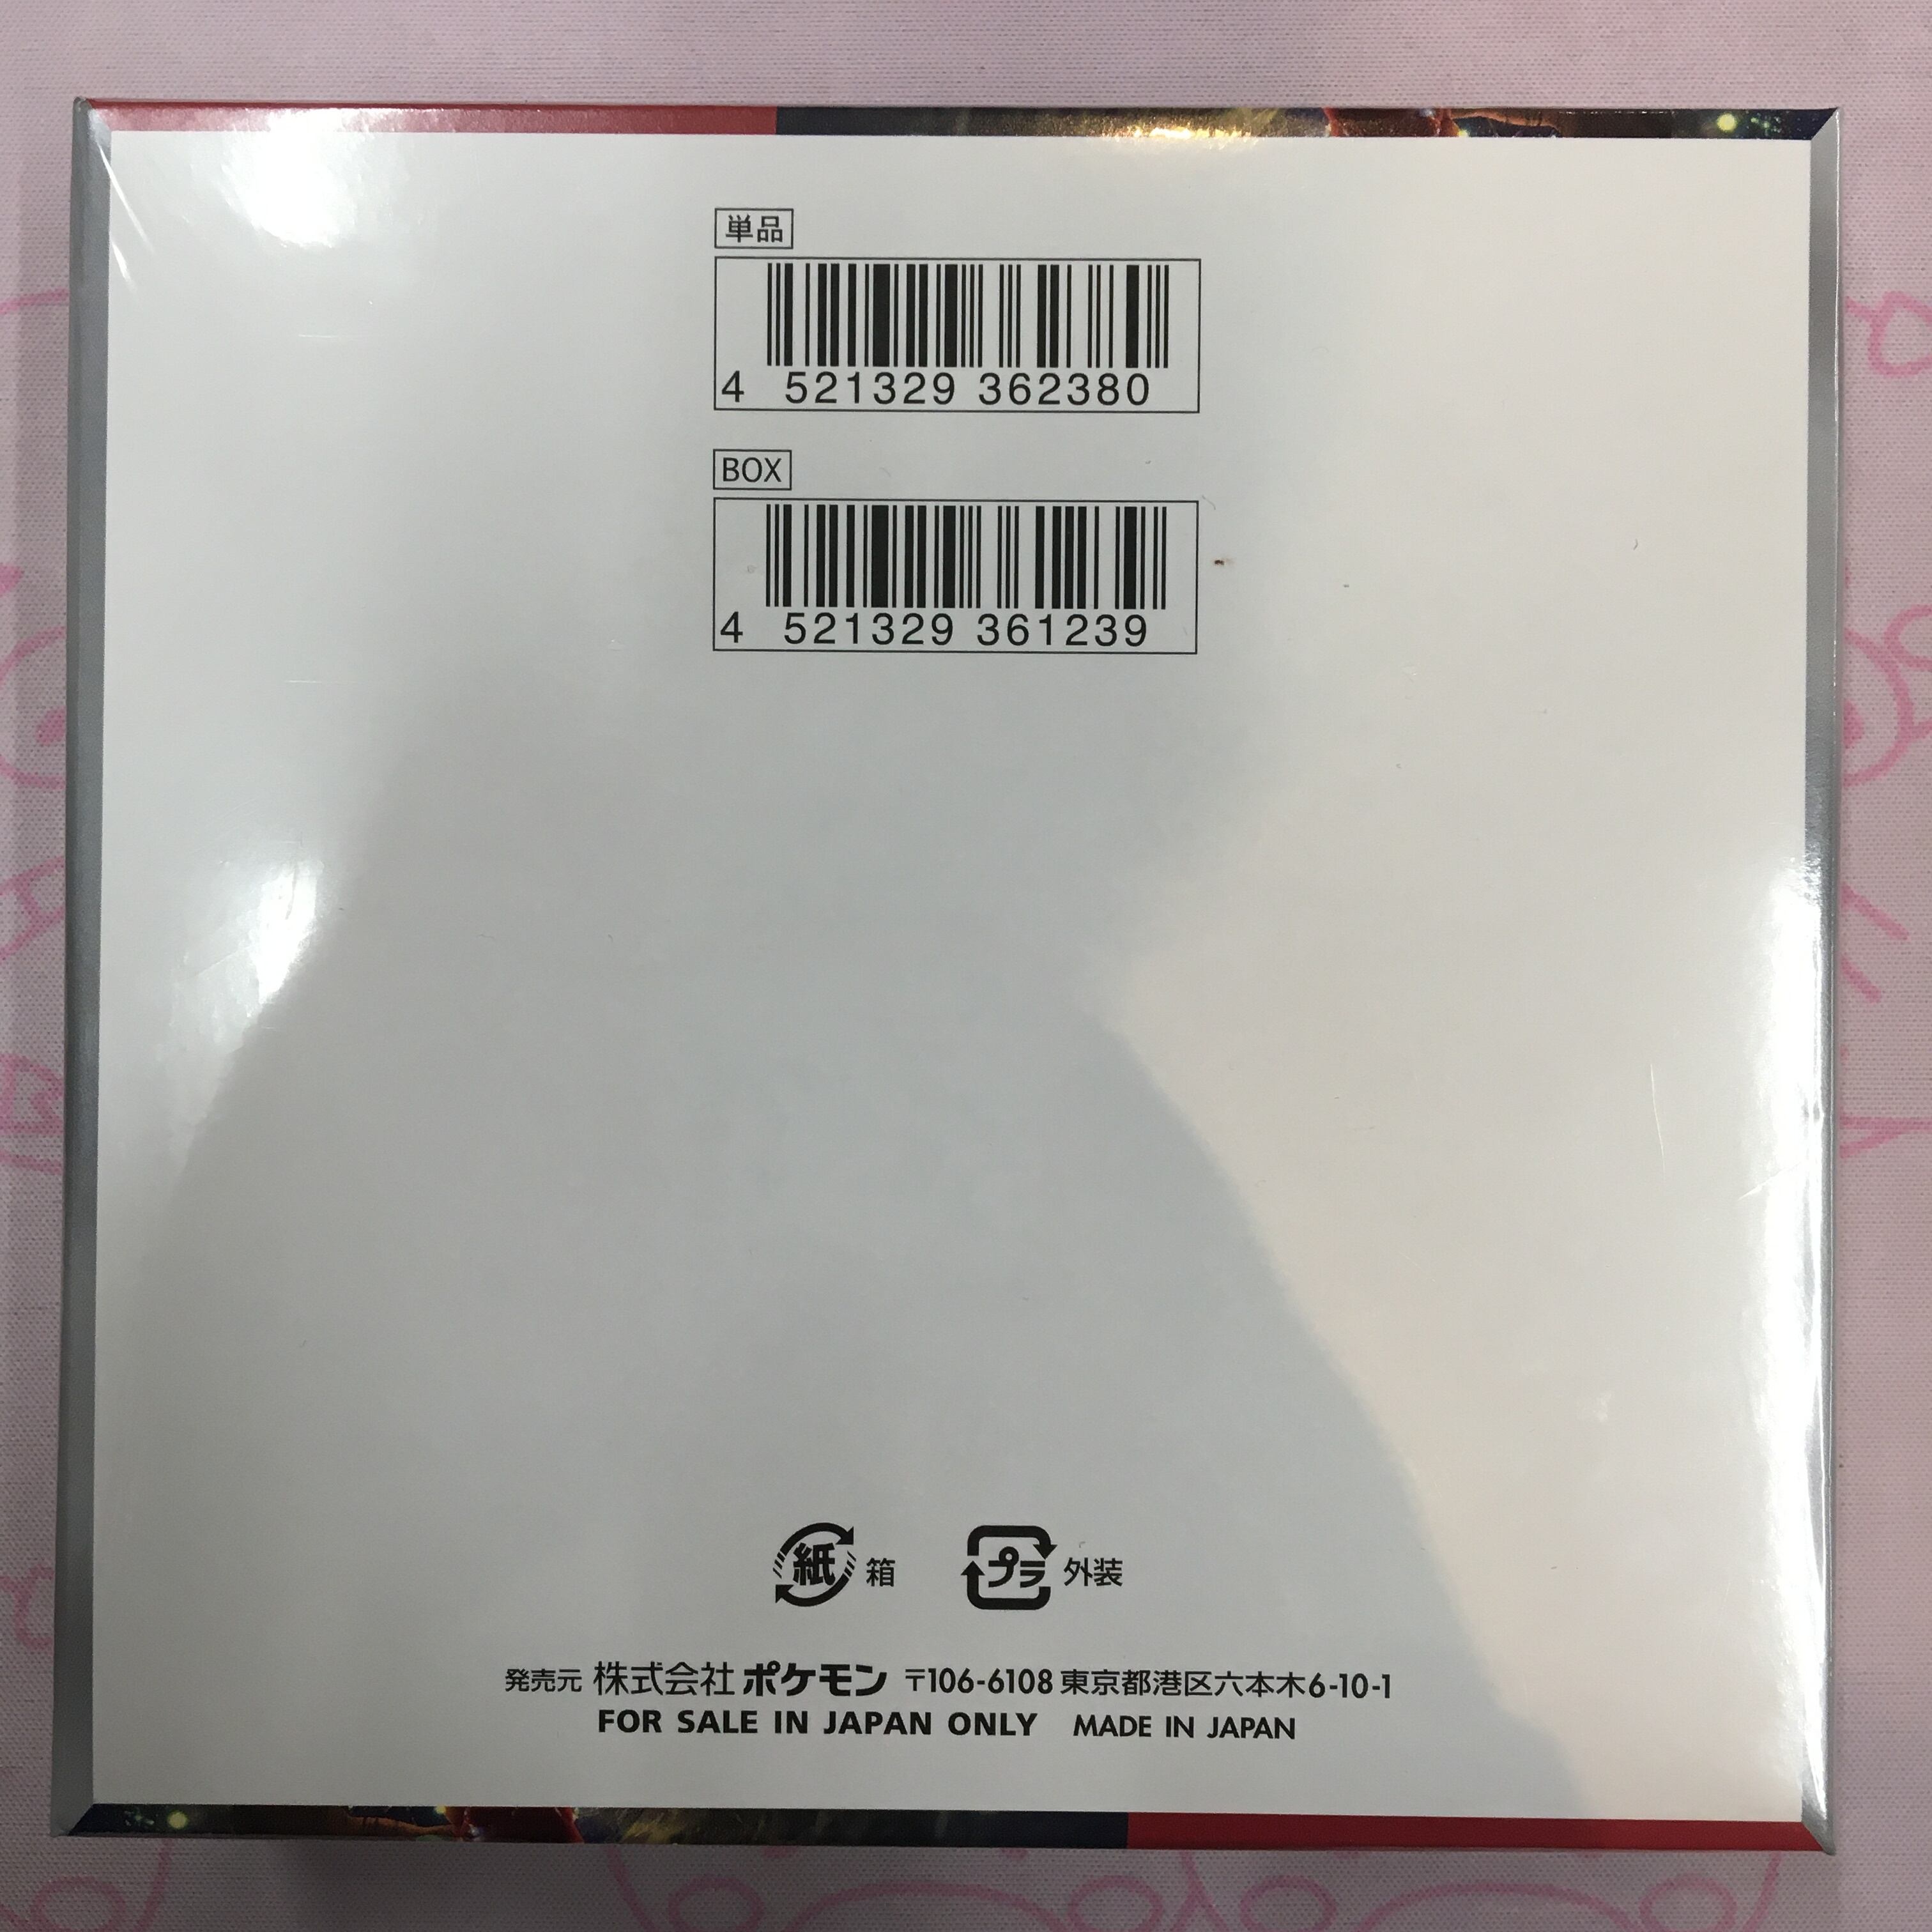 単品
4 521329 362380
BOX
4 521329 361239
紙 箱 プラ 外装
発売元 株式会社ポケモン 〒106-6108 東京都港区六本木6-10-1
FOR SALE IN JAPAN ONLY MADE IN JAPAN